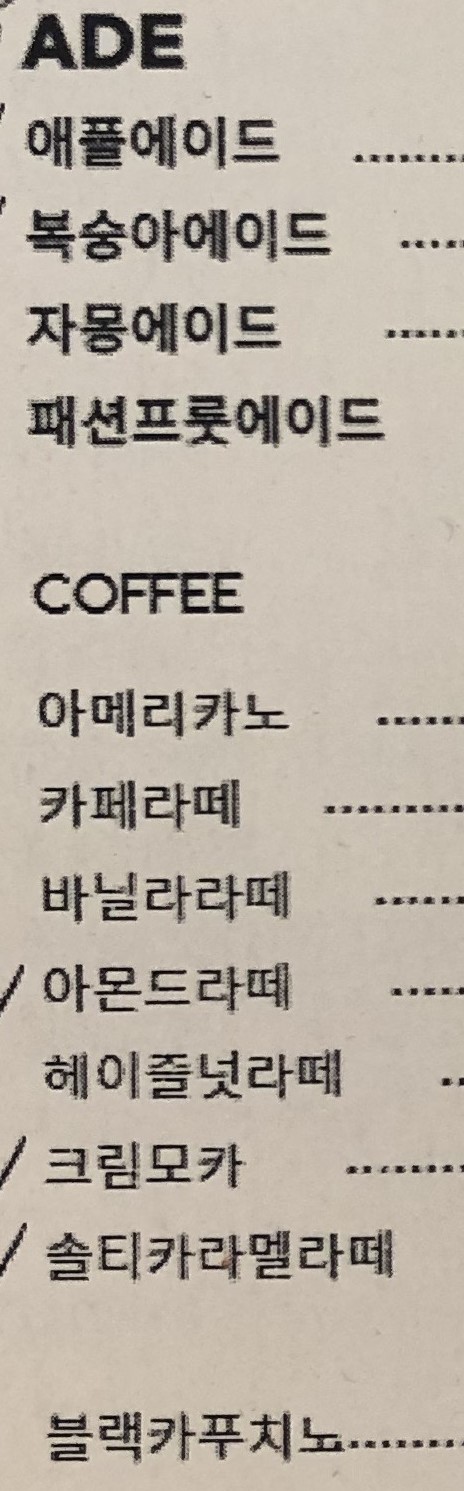 ADE
애플에이드 .......
복숭아에이드 ....
자몽에이드 .....
패션프룻에이드
COFFEE
아메리카노 ......
카페라떼 .........
바닐라라떼 ......
/ 아몬드라떼 .....
헤이즐넛라떼 ..
/ 크림모카 ........
/ 솔티카라멜라떼
블랙카푸치노........